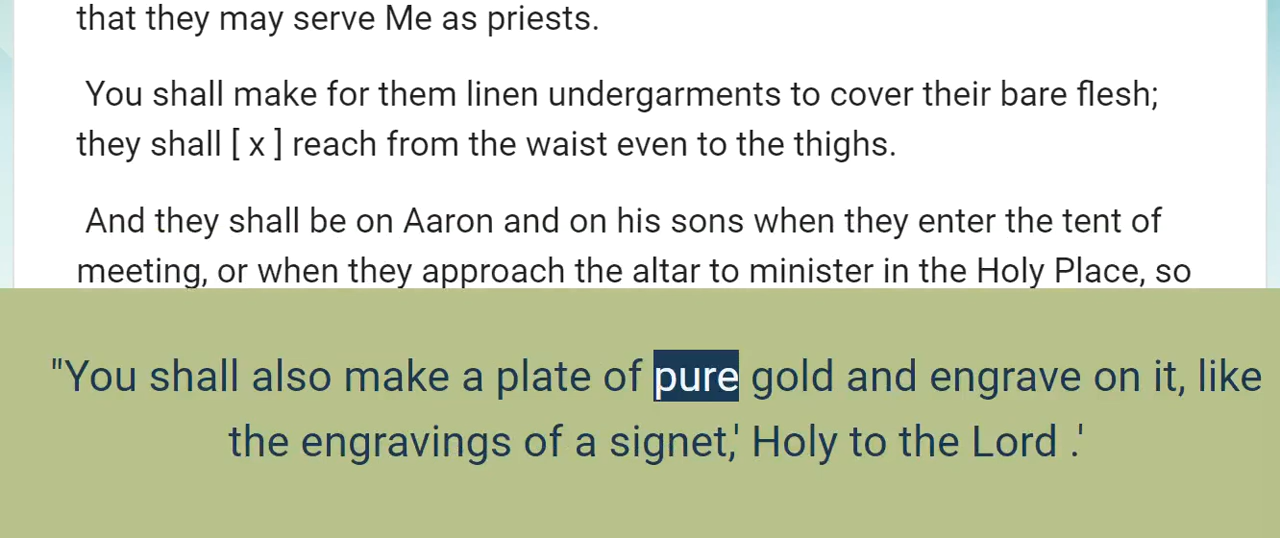 that they may serve Me as priests.
You shall make for them linen undergarments to cover their bare flesh;
they shall [ x ] reach from the waist even to the thighs.
And they shall be on Aaron and on his sons when they enter the tent of
meeting, or when they approach the altar to minister in the Holy Place, so
"You shall also make a plate of pure gold and engrave on it, like
the engravings of a signet,' Holy to the Lord .'